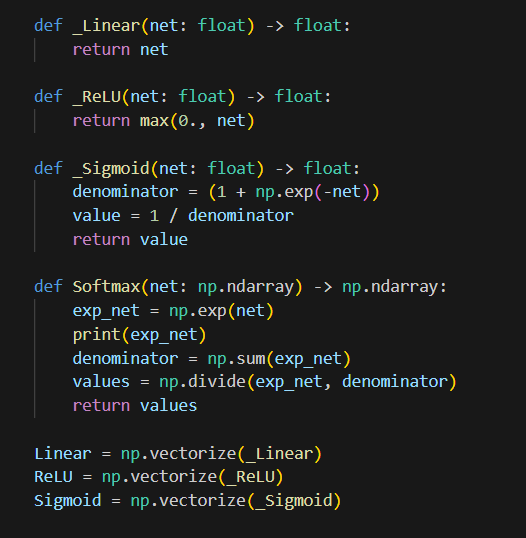 def _Linear(net: float) -> float:
    return net

def _ReLU(net: float) -> float:
    return max(0., net)

def _Sigmoid(net: float) -> float:
    denominator = (1 + np.exp(-net))
    value = 1 / denominator
    return value

def Softmax(net: np.ndarray) -> np.ndarray:
    exp_net = np.exp(net)
    print(exp_net)
    denominator = np.sum(exp_net)
    values = np.divide(exp_net, denominator)
    return values

Linear = np.vectorize(_Linear)
ReLU = np.vectorize(_ReLU)
Sigmoid = np.vectorize(_Sigmoid)